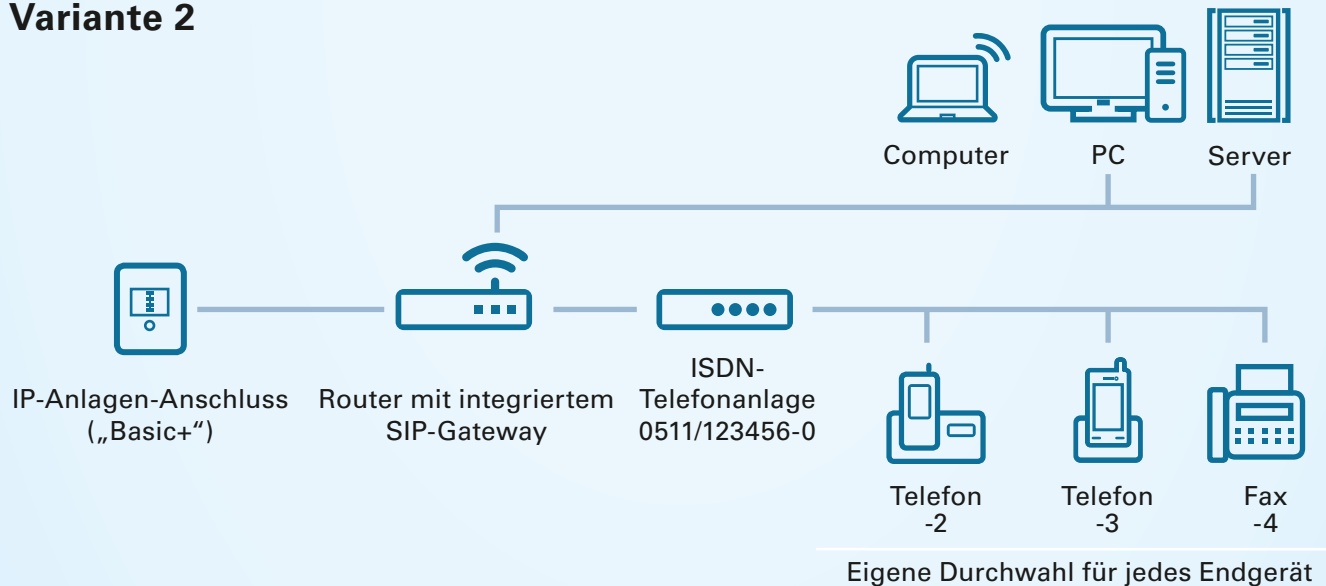 Variante 2
Computer
PC
Server
IP-Anlagen-Anschluss
(„Basic+“)
Router mit integriertem
SIP-Gateway
ISDN-
Telefonanlage
0511/123456-0
Telefon
-2
Telefon
-3
Fax
-4
Eigene Durchwahl für jedes Endgerät